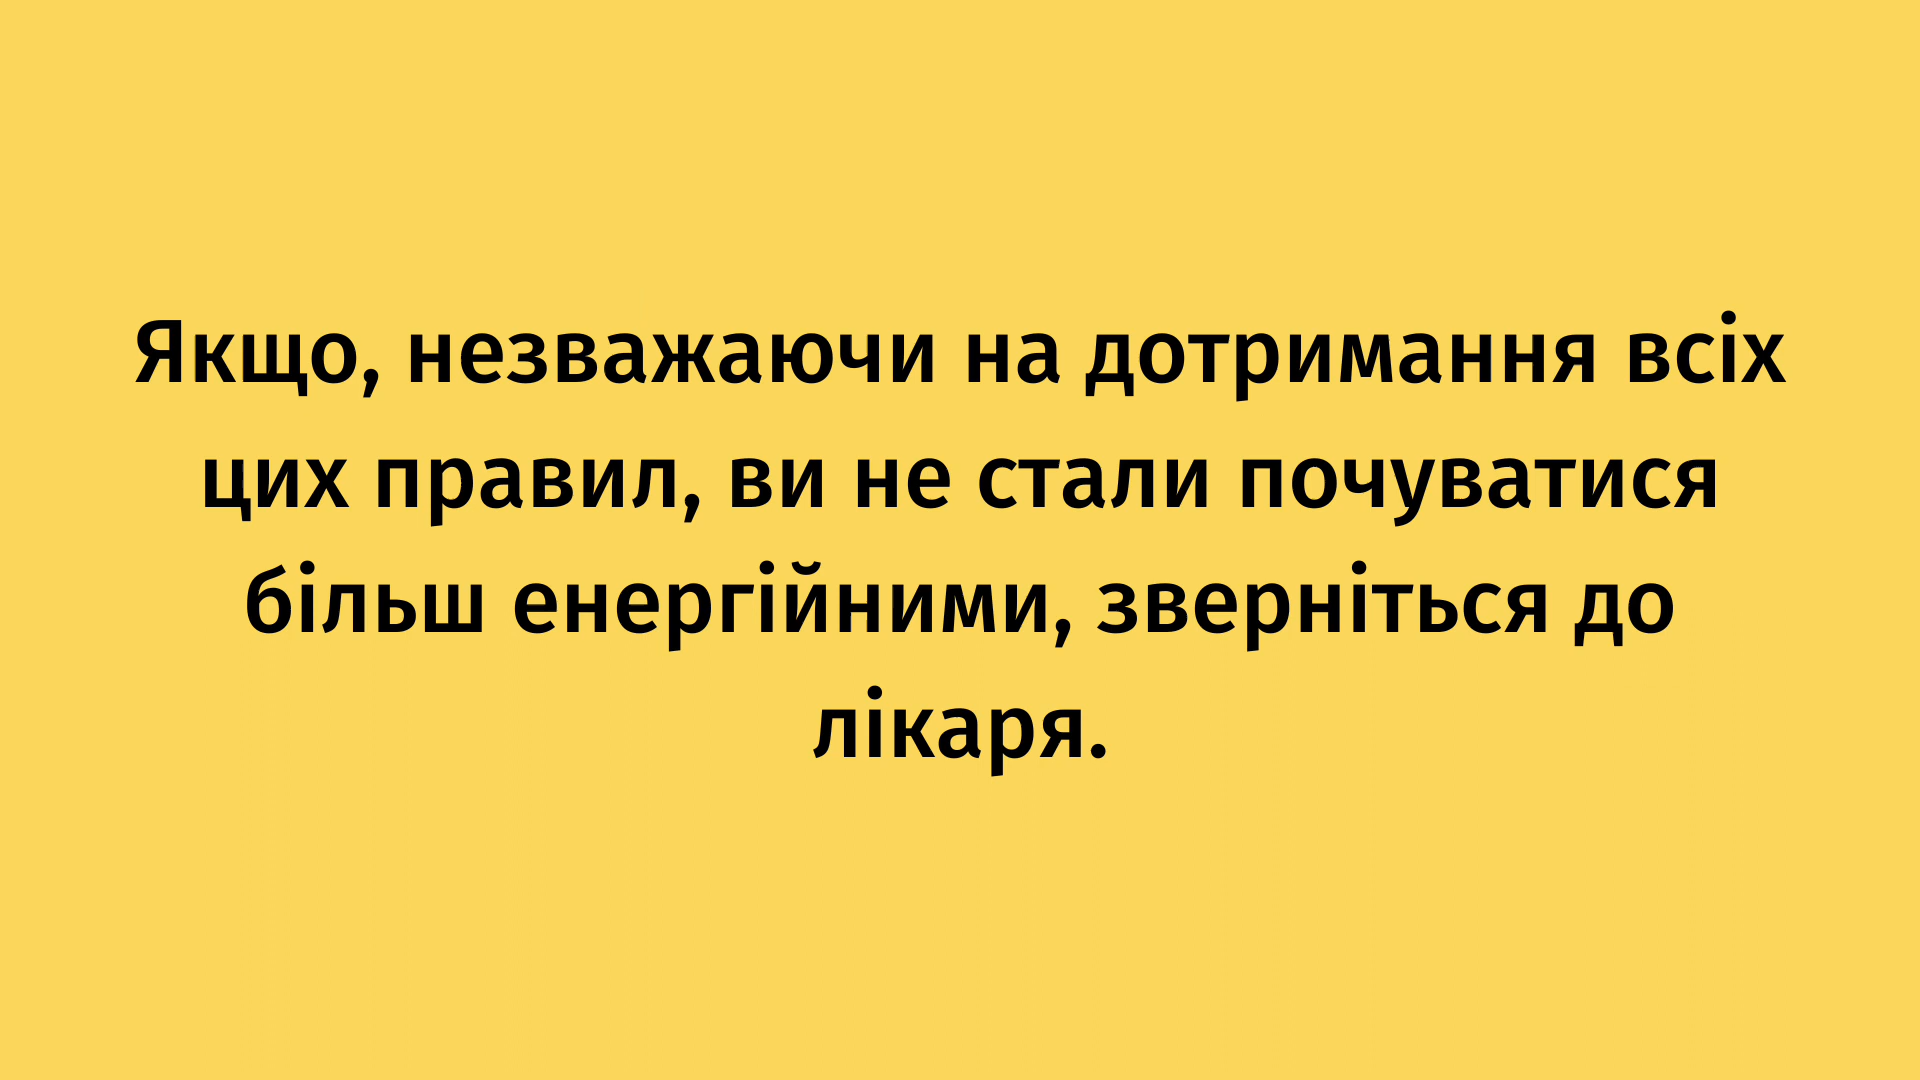 Якщо, незважаючи на дотримання всіх
цих правил, ви не стали почуватися
більш енергійними, зверніться до
лікаря.